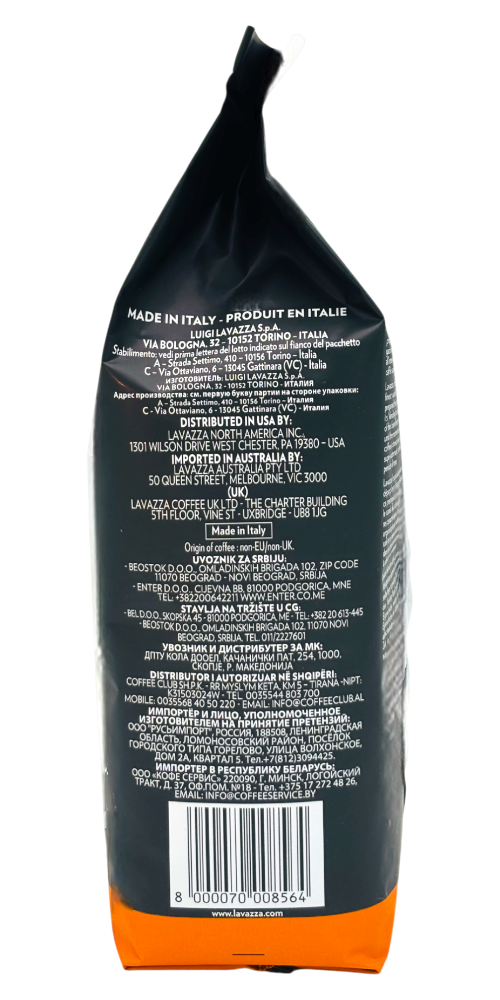 MADE IN ITALY - PRODUIT EN ITALIE
LUIGI LAVAZZA S.p.A.
VIA BOLOGNA, 32 - 10152 TORINO - ITALIA
Stabilimento: vedi prima lettera del lotto indicato sul fianco del pacchetto
A - Strada Settimo, 410 - 10156 Torino - Italia
C - Via Ottaviano, 6 - 13045 Gattinara (VC) - Italia
ИЗГОТОВИТЕЛЬ: LUIGI LAVAZZA S.p.A.
VIA BOLOGNA, 32 - 10152 TORINO - ИТАЛИЯ
Адрес производства: см. первую букву партии на стороне упаковки:
A - Strada Settimo, 410 - 10156 Torino - Италия
C - Via Ottaviano, 6 - 13045 Gattinara (VC) - Италия
DISTRIBUTED IN USA BY:
LAVAZZA NORTH AMERICA INC.,
1301 WILSON DRIVE WEST CHESTER, PA 19380 - USA
IMPORTED IN AUSTRALIA BY:
LAVAZZA AUSTRALIA PTY LTD
50 QUEEN STREET, MELBOURNE, VIC 3000
(UK)
LAVAZZA COFFEE UK LTD - THE CHARTER BUILDING
5TH FLOOR, VINE ST - UXBRIDGE - UB8 1JG
Made in Italy
Origin of coffee: non-EU/non-UK.
UVOZNIK ZA SRBIJU:
- BEOSTOK D.O.O., OMLADINSKIH BRIGADA 102, ZIP CODE
11070 BEOGRAD - NOVI BEOGRAD, SRBIJA
- ENTER D.O.O., CIJEVNA BB, 81000 PODGORICA, MNE
TEL: +382200642211 WWW.ENTER.CO.ME
STAVLJA NA TRŽIŠTE U CG:
- BEL D.O.O., SKOPSKA 45 - 81000 PODGORICA, ME - TEL: +382 20 613-445
- BEOSTOK D.O.O., OMLADINSKIH BRIGADA 102, 11070 NOVI
BEOGRAD, SRBIJA, TEL. 011/2227601
УВОЗНИК И ДИСТРИБУТЕР ЗА МК:
ДПТУ КОЛА ДООЕЛ, КАЧАНИЧКИ ПАТ, 254, 1000,
СКОПЈЕ, Р. МАКЕДОНИЈА
DISTRIBUTOR I AUTORIZUAR NË SHQIPËRI:
COFFEE CLUB SH.P.K. - RR MYSLYM KETA, KM 5 - TIRANA -NIPT:
K31503024W - TEL. 0035544 803 700
MOBILE: 0035568 40 50 220 - EMAIL: INFO@COFFEECLUB.AL
ИМПОРТЁР И ЛИЦО, УПОЛНОМОЧЕННОЕ
ИЗГОТОВИТЕЛЕМ НА ПРИНЯТИЕ ПРЕТЕНЗИЙ:
ООО "РУСЬИМПОРТ", РОССИЯ, 188508, ЛЕНИНГРАДСКАЯ
ОБЛАСТЬ, ЛОМОНОСОВСКИЙ РАЙОН, ПОСЁЛОК
ГОРОДСКОГО ТИПА ГОРЕЛОВО, УЛИЦА ВОЛХОНСКОЕ,
ДОМ 2А, КВАРТАЛ 5. Тел.+7(812)3094425.
ИМПОРТЕР В РЕСПУБЛИКУ БЕЛАРУСЬ:
ООО «КОФЕ СЕРВИС» 220090, Г. МИНСК, ЛОГОЙСКИЙ
ТРАКТ, Д. 37, ОФ.ПОМ. №18 - Тел. +375 17 272 48 26,
EMAIL: INFO@COFFEESERVICE.BY
8 000070 008564
www.lavazza.com